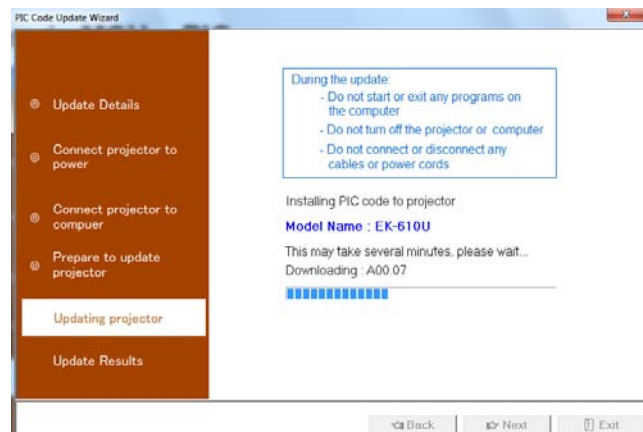 PIC Code Update Wizard
Update Details
Connect projector to
power
Connect projector to
compuer
Prepare to update
projector
Updating projector
Update Results
During the update:
- Do not start or exit any programs on
the computer
- Do not turn off the projector or computer
- Do not connect or disconnect any
cables or power cords
Installing PIC code to projector
Model Name : EK-610U
This may take several minutes, please wait...
Downloading : A00.07
Back
Next
Exit